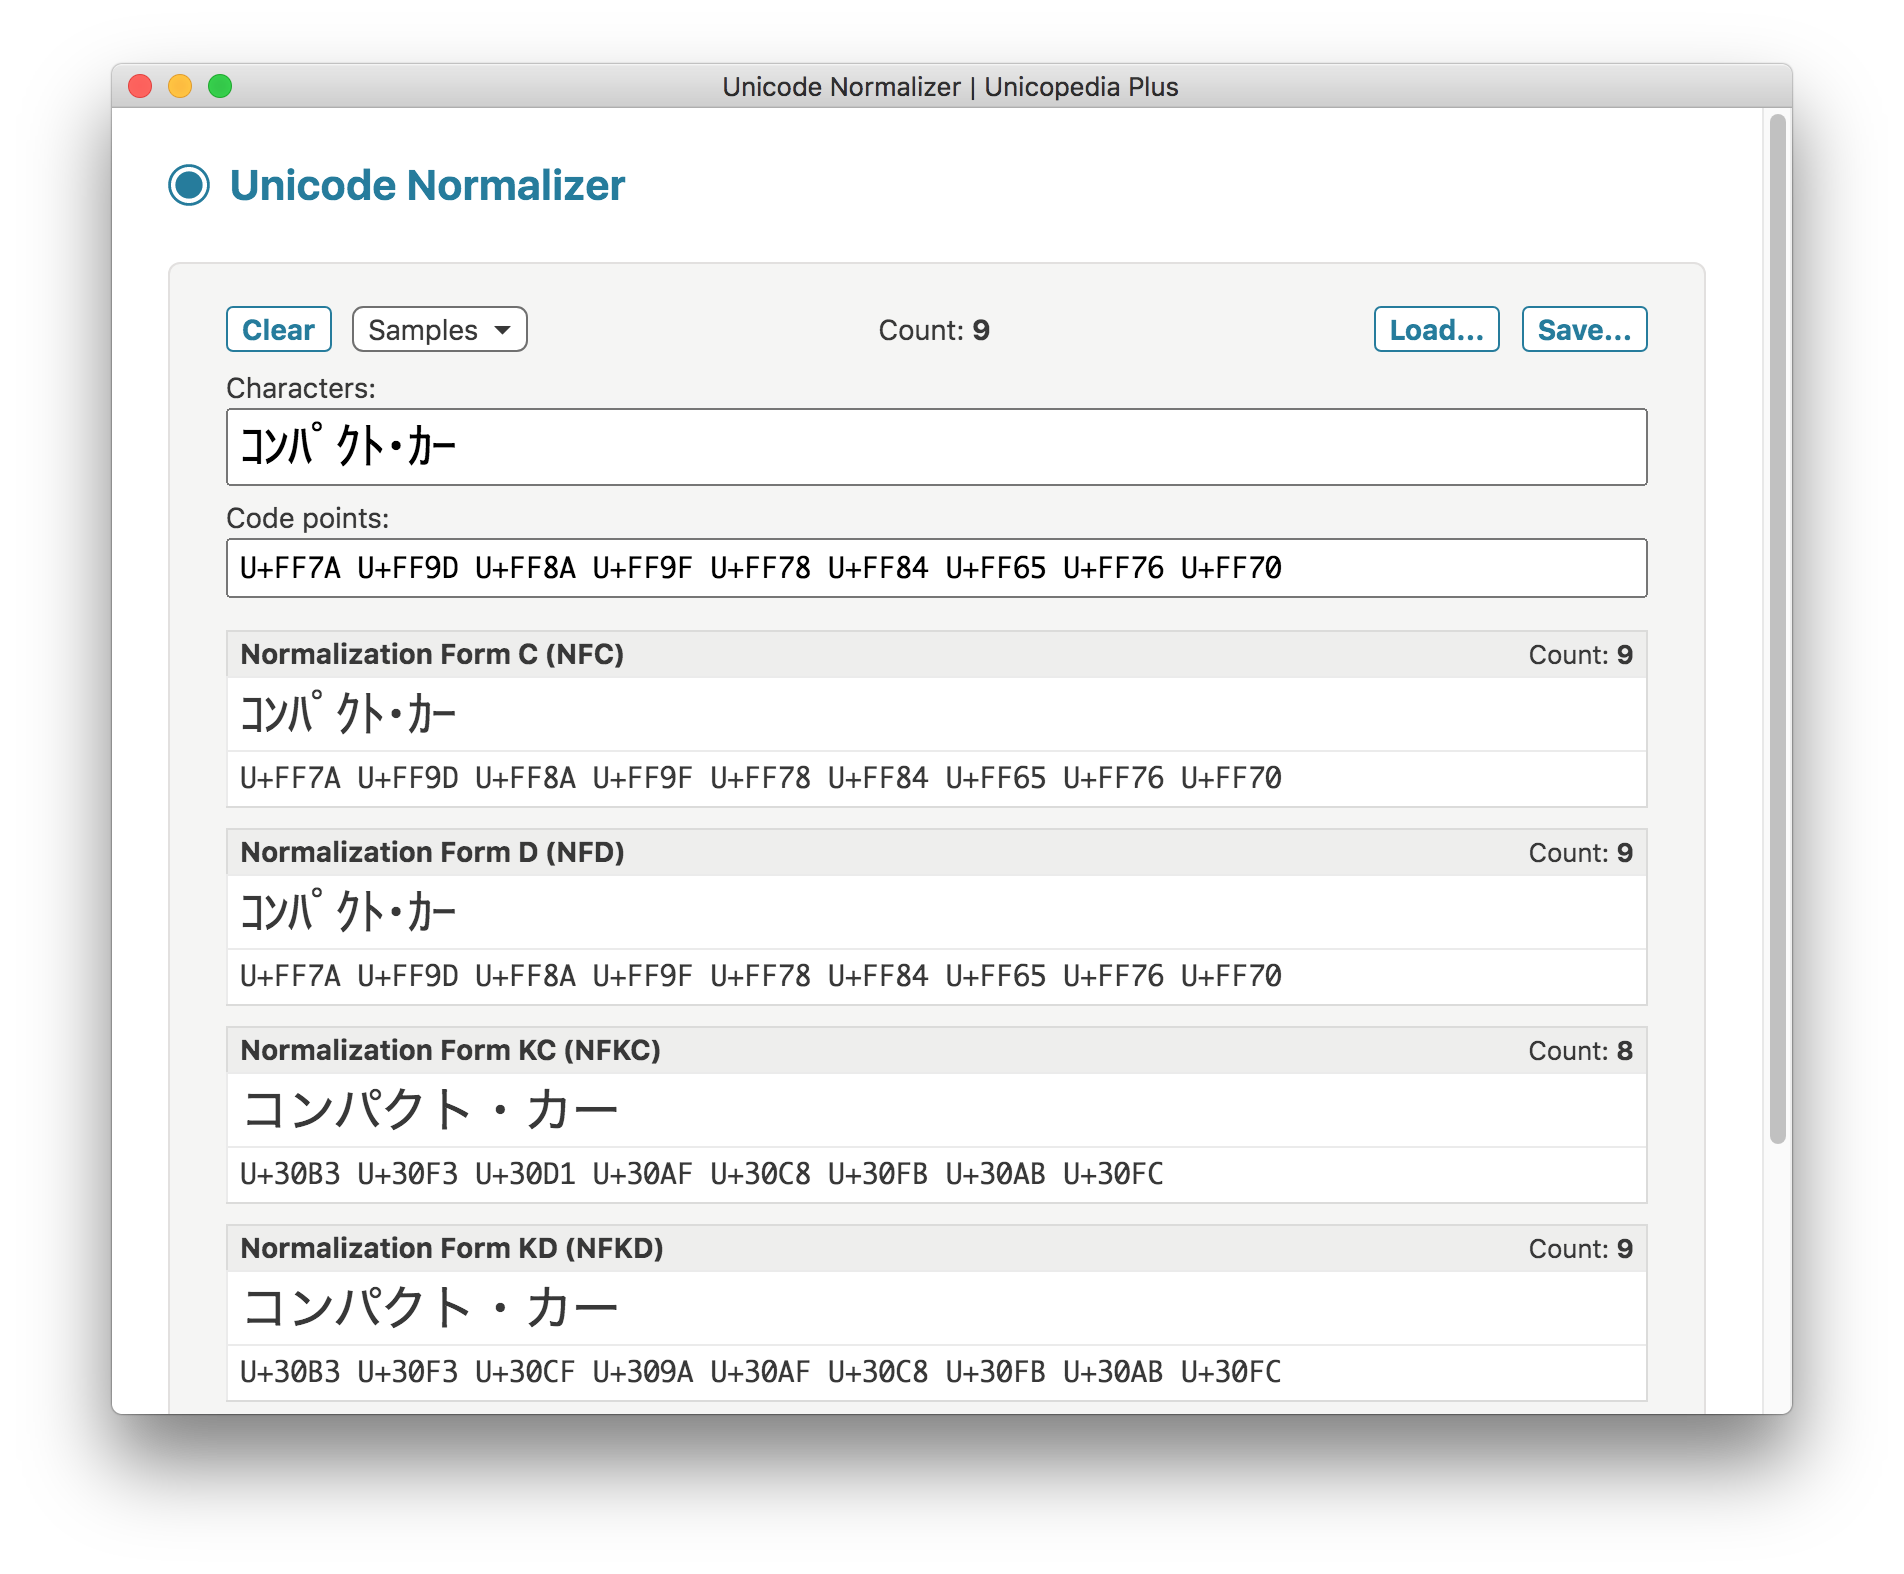 Unicode Normalizer | Unicopedia Plus
Unicode Normalizer
Clear Samples Count: 9 Load... Save...
Characters:
ｺﾝﾊﾟｸﾄ･ｶｰ
Code points:
U+FF7A U+FF9D U+FF8A U+FF9F U+FF78 U+FF84 U+FF65 U+FF76 U+FF70
Normalization Form C (NFC) Count: 9
ｺﾝﾊﾟｸﾄ･ｶｰ
U+FF7A U+FF9D U+FF8A U+FF9F U+FF78 U+FF84 U+FF65 U+FF76 U+FF70
Normalization Form D (NFD) Count: 9
ｺﾝﾊﾟｸﾄ･ｶｰ
U+FF7A U+FF9D U+FF8A U+FF9F U+FF78 U+FF84 U+FF65 U+FF76 U+FF70
Normalization Form KC (NFKC) Count: 8
コンパクト・カー
U+30B3 U+30F3 U+30D1 U+30AF U+30C8 U+30FB U+30AB U+30FC
Normalization Form KD (NFKD) Count: 9
コンパクト・カー
U+30B3 U+30F3 U+30CF U+309A U+30AF U+30C8 U+30FB U+30AB U+30FC